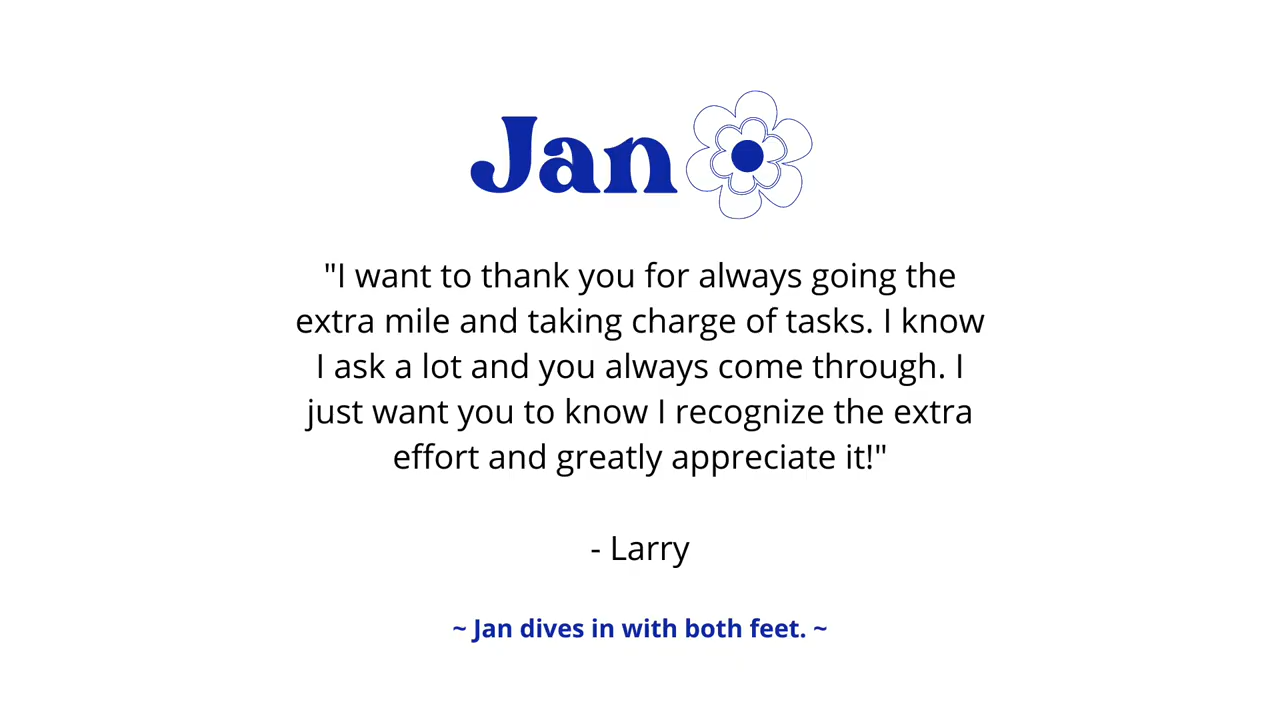 Jan
"I want to thank you for always going the
extra mile and taking charge of tasks. I know
I ask a lot and you always come through. I
just want you to know I recognize the extra
effort and greatly appreciate it!"
- Larry
~ Jan dives in with both feet. ~